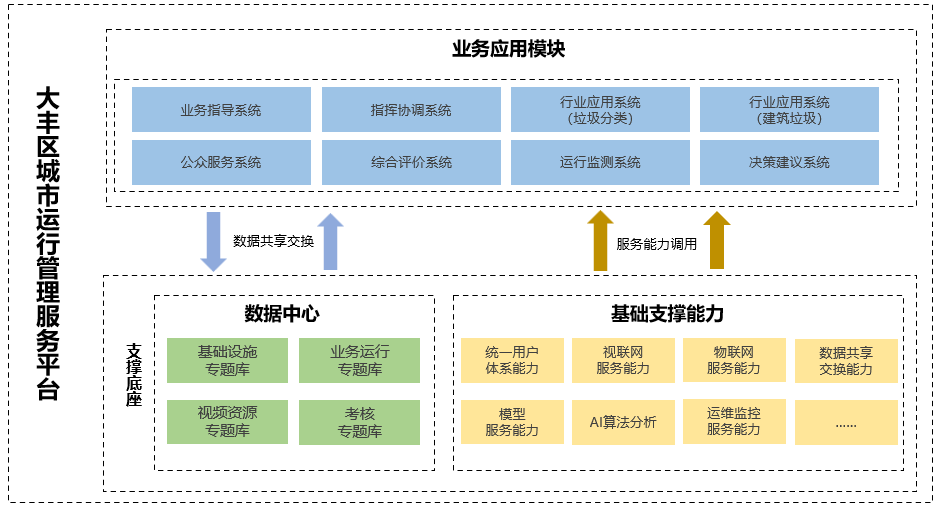 大丰区城市运行管理服务平台
业务应用模块
业务指导系统
指挥协调系统
行业应用系统
（垃圾分类）
行业应用系统
（建筑垃圾）
公众服务系统
综合评价系统
运行监测系统
决策建议系统
数据共享交换
服务能力调用
支撑底座
数据中心
基础设施
专题库
业务运行
专题库
视频资源
专题库
考核
专题库
基础支撑能力
统一用户
体系能力
视联网
服务能力
物联网
服务能力
数据共享
交换能力
模型
服务能力
AI算法分析
运维监控
服务能力
......